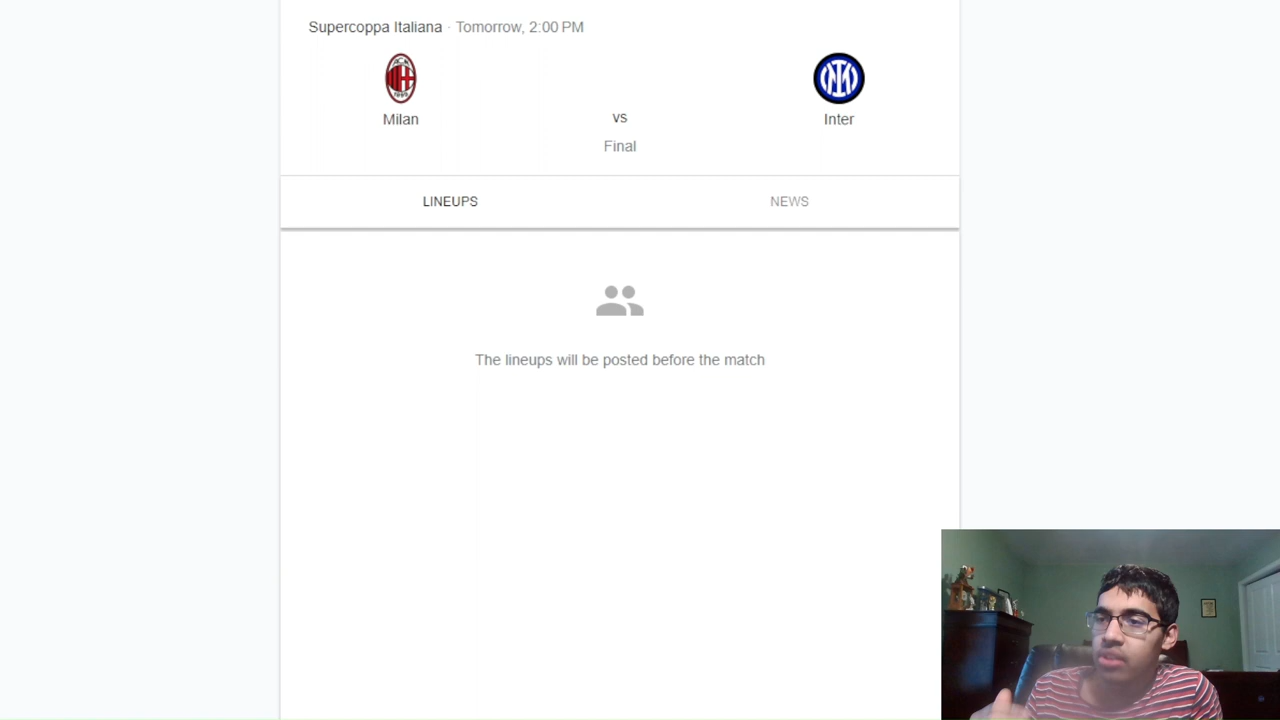 Supercoppa Italiana · Tomorrow, 2:00 PM
Milan
vs
Inter
Final
LINEUPS
NEWS
The lineups will be posted before the match